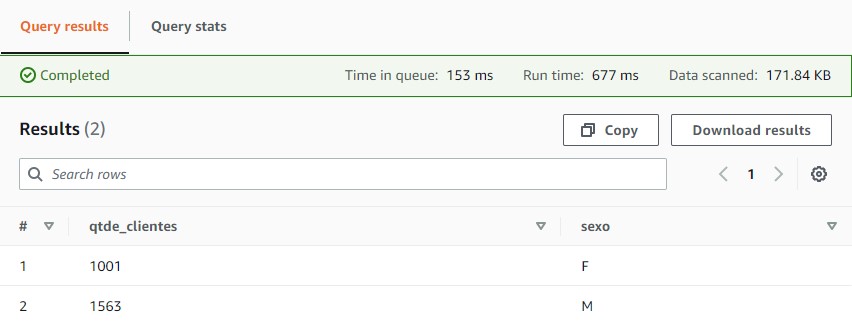 Query results Query stats
Completed Time in queue: 153 ms Run time: 677 ms Data scanned: 171.84 KB
Results (2) Copy Download results
Search rows 1
# qtde_clientes sexo
1 1001 F
2 1563 M